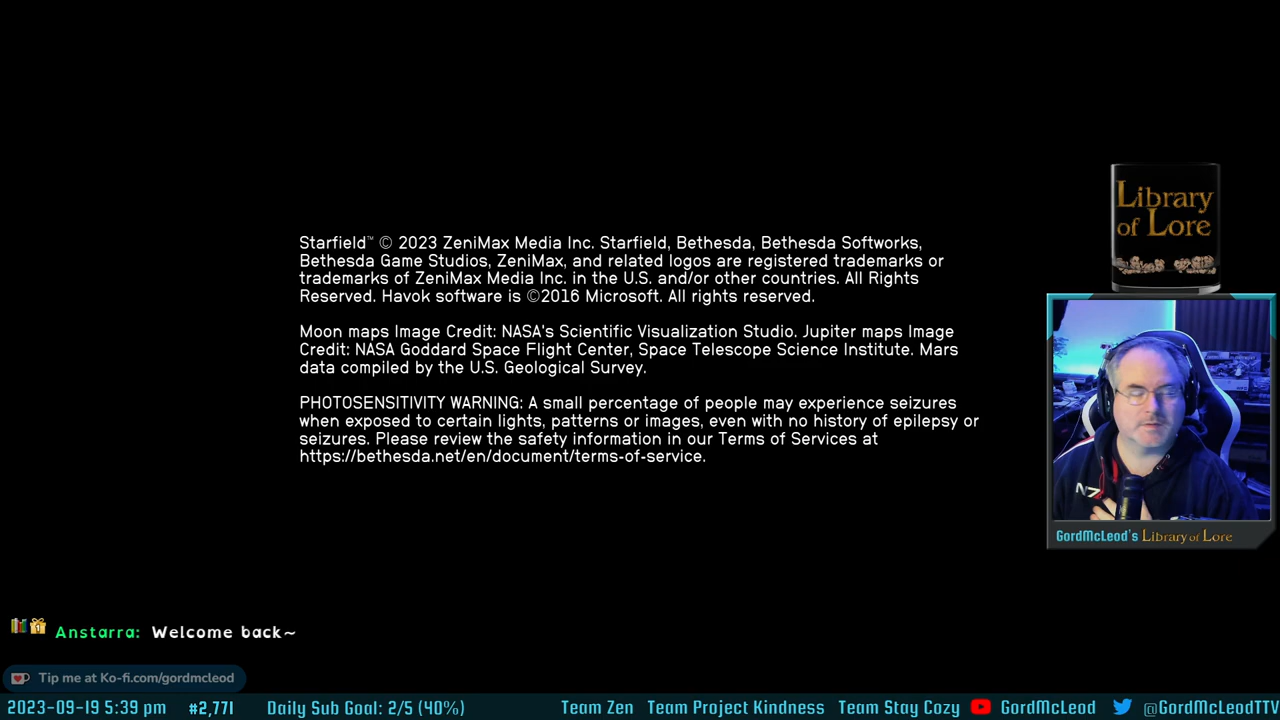 Starfield™ © 2023 ZeniMax Media Inc. Starfield, Bethesda, Bethesda Softworks,
Bethesda Game Studios, ZeniMax, and related logos are registered trademarks or
trademarks of ZeniMax Media Inc. in the U.S. and/or other countries. All Rights
Reserved. Havok software is ©2016 Microsoft. All rights reserved.
Moon maps Image Credit: NASA's Scientific Visualization Studio. Jupiter maps Image
Credit: NASA Goddard Space Flight Center, Space Telescope Science Institute. Mars
data compiled by the U.S. Geological Survey.
PHOTOSENSITIVITY WARNING: A small percentage of people may experience seizures
when exposed to certain lights, patterns or images, even with no history of epilepsy or
seizures. Please review the safety information in our Terms of Services at
https://bethesda.net/en/document/terms-of-service.
Library
of Lore
N7
GordMcLeod's Library of Lore
Anstarra: Welcome back~
Tip me at Ko-fi.com/gordmcleod
2023-09-19 5:39 pm #2,771 Daily Sub Goal: 2/5 (40%) Team Zen Team Project Kindness Team Stay Cozy GordMcLeod @GordMcLeodTTV